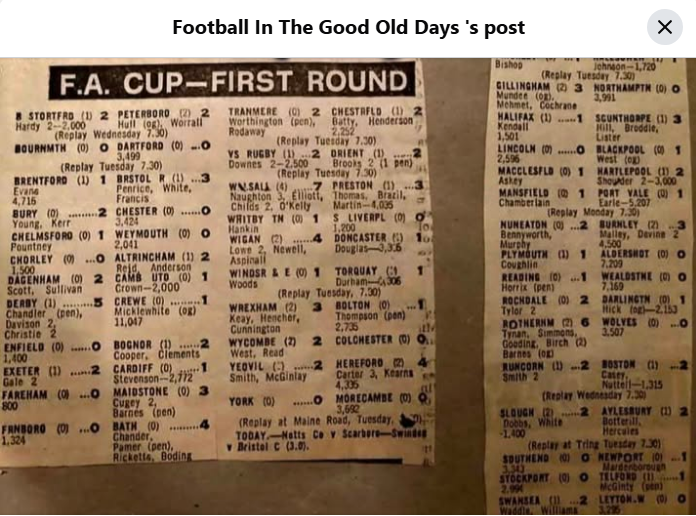 Football In The Good Old Days 's post
F.A. CUP—FIRST ROUND
B STORTFRD (1) 2 PETERBORO (2) 2
Hardy 2—2,000 Hull (og), Worrall
(Replay Wednesday 7.30)
BOURNMTH (0) 0 DARTFORD (0) ...0
3,499
(Replay Tuesday 7.30)
BRENTFORD (1) 1 BRSTOL R (1) ...3
Evans Penrice, White,
4,716 Francis
BURY (0) ........2 CHESTER (0) ......0
Young, Kerr 3,424
CHELMSFORD (0) 1 WEYMOUTH (0) 0
Pountney 2,041
CHORLEY (0) ...0 ALTRINCHAM (1) 2
1,500 Reid, Anderson
DAGENHAM (0) 2 CAMB UTD (0) 1
Scott, Sullivan Crown—2,000
DERBY (1) .........5 CREWE (0) .........1
Chandler (pen), Micklewhite (og)
Davison 2, 11,047
Christie 2
ENFIELD (0) ......0 BOGNOR (1) ......2
1,400 Cooper, Clements
EXETER (1) ......2 CARDIFF (0) ......1
Gale 2 Stevenson—2,772
FAREHAM (0) ...0 MAIDSTONE (0) 3
800 Cugey 2,
Barnes (pen)
FRNBORO (0) ...0 BATH (0) .........4
1,324 Chander,
Pamer (pen),
Ricketts, Boding
TRANMERE (0) 2 CHESTRFLD (1) 2
Worthington (pen), Batty, Henderson
Rodaway 2,252
(Replay Tuesday 7.30)
VS RUGBY (1) ...2 ORIENT (1) ......2
Downes 2—2,500 Brooks 2 (1 pen)
(Replay Tuesday 7.30)
WALSALL (4) ......7 PRESTON (1) ...3
Naughton 3, Elliott, Thomas, Brazil,
Childs 2, O'Kelly Martin—4,035
WHITBY TN (0) 1 S LIVERPL (0) 0
Hankin 1,200
WIGAN (2) .........4 DONCASTER 1
Lowe 2, Newell, Douglas
Aspinall
WINDSR & E (0) 1 TORQUAY 1
Woods Durham
(Replay Tuesday, 7.30)
WREXHAM (2) 3 BOLTON (0) ......1
Keay, Hencher, Thompson (pen)
Cunnington 2,735
WYCOMBE (2) 2 COLCHESTER (0) 0
West, Read
YEOVIL ......2 HEREFORD (2) 4
Smith, McGinlay Carter 3, Kearns
4,335
YORK (0) .........0 MORECAMBE (0) 0
3,692
(Replay at Maine Road, Tuesday,
TODAY.—Notts Co v Scarboro—Swindon
v Bristol C (3.0).
Bishop Johnson—1,720
(Replay Tuesday 7.30)
GILLINGHAM (2) 3 NORTHAMPTN (0) 0
Mundee (og), 3,991
Mehmet, Cochrane
HALIFAX (1) ......1 SCUNTHORPE (1) 3
Kendall Hill, Broddle,
3,501 Lister
LINCOLN (0) ......0 BLACKPOOL (0) 1
2,596 West (og)
MACCLESFLD (0) 1 HARTLEPOOL (1) 2
Askey Shoulder 2—3,000
MANSFIELD (0) 1 PORT VALE (0) 1
Chamberlain Earle—5,207
(Replay Monday 7.30)
NUNEATON (2) 2 BURNLEY (2) ...3
Bennyworth, Malley, Devine 2
Murphy 4,500
PLYMOUTH (1) 1 ALDERSHOT (0) 0
Coughlin 7,209
READING (0) ...1 WEALDSTNE (0) 0
Horrix (pen) 7,169
ROCHDALE (0) 2 DARLINGTN (0) 1
Tylor 2 Hick (og)—2,153
ROTHERHM (2) 6 WOLVES (0) ...0
Tynan, Simmons, 3,507
Gooding, Birch (2)
Barnes (og)
RUNCORN (1) ...2 BOSTON (1) ......2
Smith 2 Casey,
Nuttell—1,315
(Replay Wednesday 7.30)
SLOUGH (2) ......2 AYLESBURY (1) 2
Dobbs, White Botterill,
1,400 Hercules
(Replay at Tring Tuesday 7.30)
SOUTHEND (0) 0 NEWPORT (0) ...1
3,343 Mardenborough
STOCKPORT (0) 0 TELFORD (1) ......1
2,994 McGinty (pen)
SWANSEA (1) ...2 LEYTON.W (0) 0
Waddle, Williams 3,295